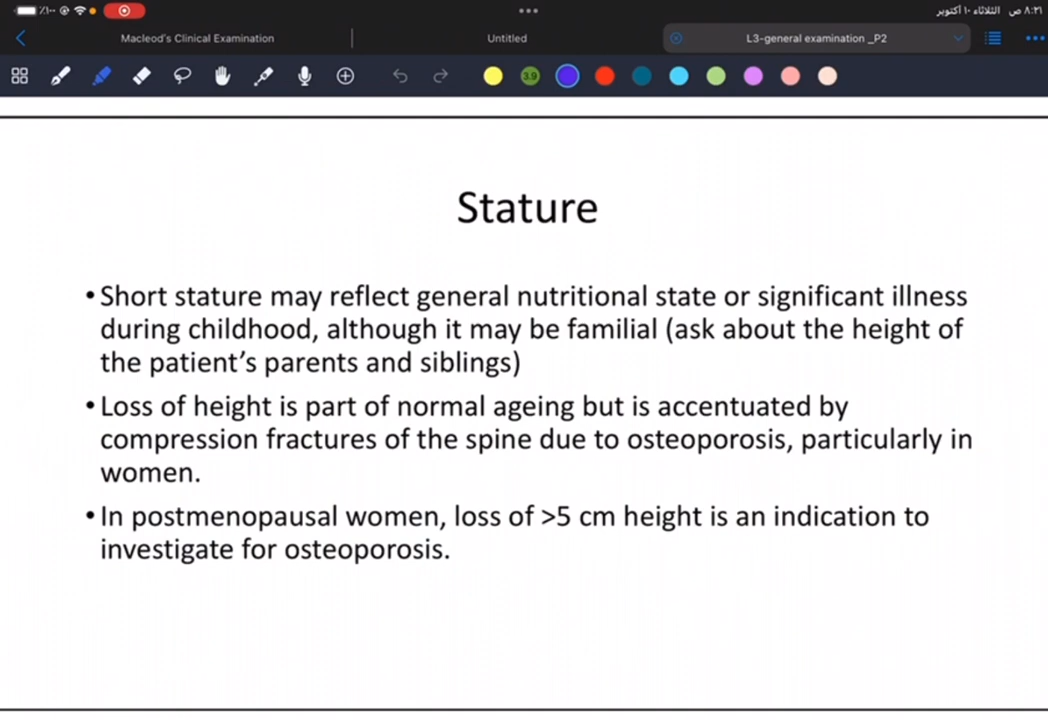 ٪١٠٠ ٨:٣١ ص الثلاثاء ١٠ أكتوبر
Macleod's Clinical Examination
Untitled
L3-general examination _P2
3.9
Stature
• Short stature may reflect general nutritional state or significant illness
during childhood, although it may be familial (ask about the height of
the patient's parents and siblings)
• Loss of height is part of normal ageing but is accentuated by
compression fractures of the spine due to osteoporosis, particularly in
women.
• In postmenopausal women, loss of >5 cm height is an indication to
investigate for osteoporosis.